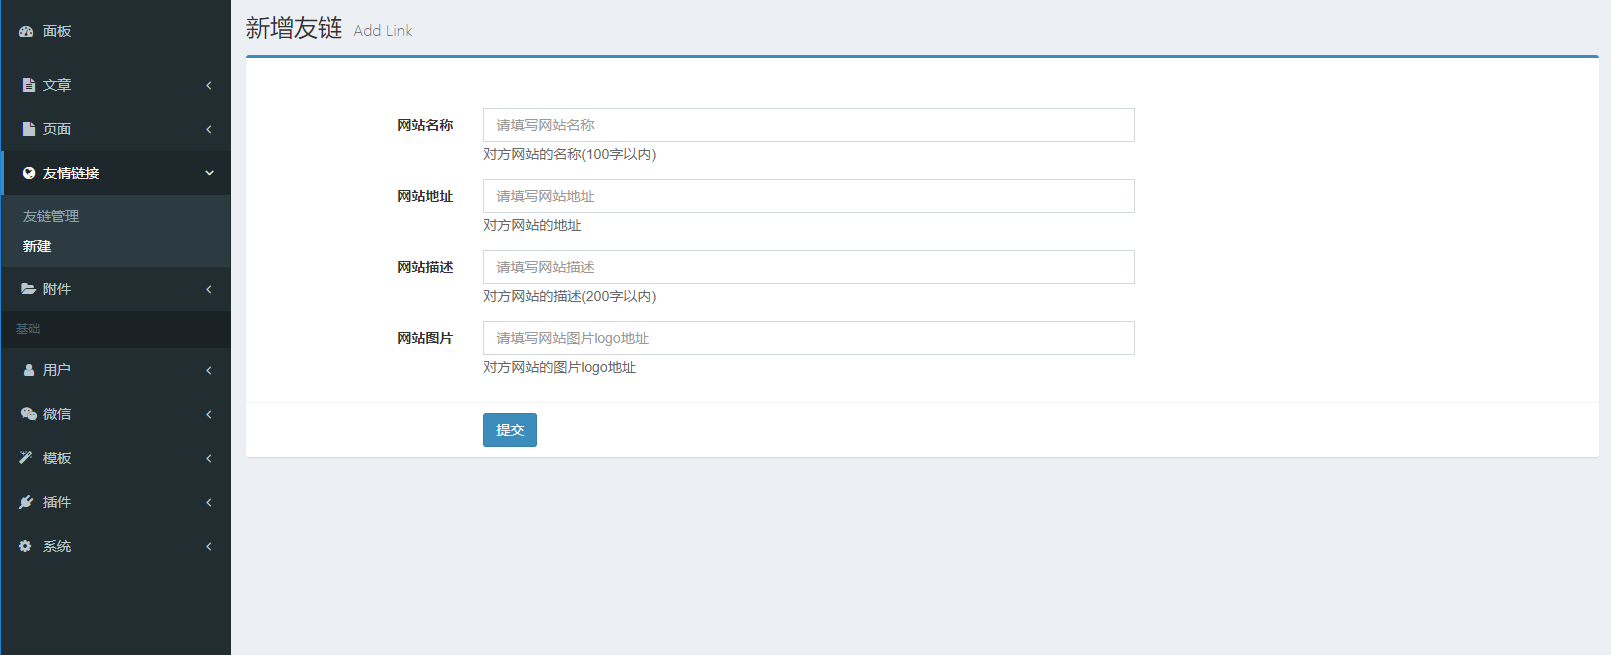 面板
文章
页面
友情链接
友链管理
新建
附件
基础
用户
微信
模板
插件
系统
新增友链 Add Link
网站名称 请填写网站名称
对方网站的名称(100字以内)
网站地址 请填写网站地址
对方网站的地址
网站描述 请填写网站描述
对方网站的描述(200字以内)
网站图片 请填写网站图片logo地址
对方网站的图片logo地址
提交